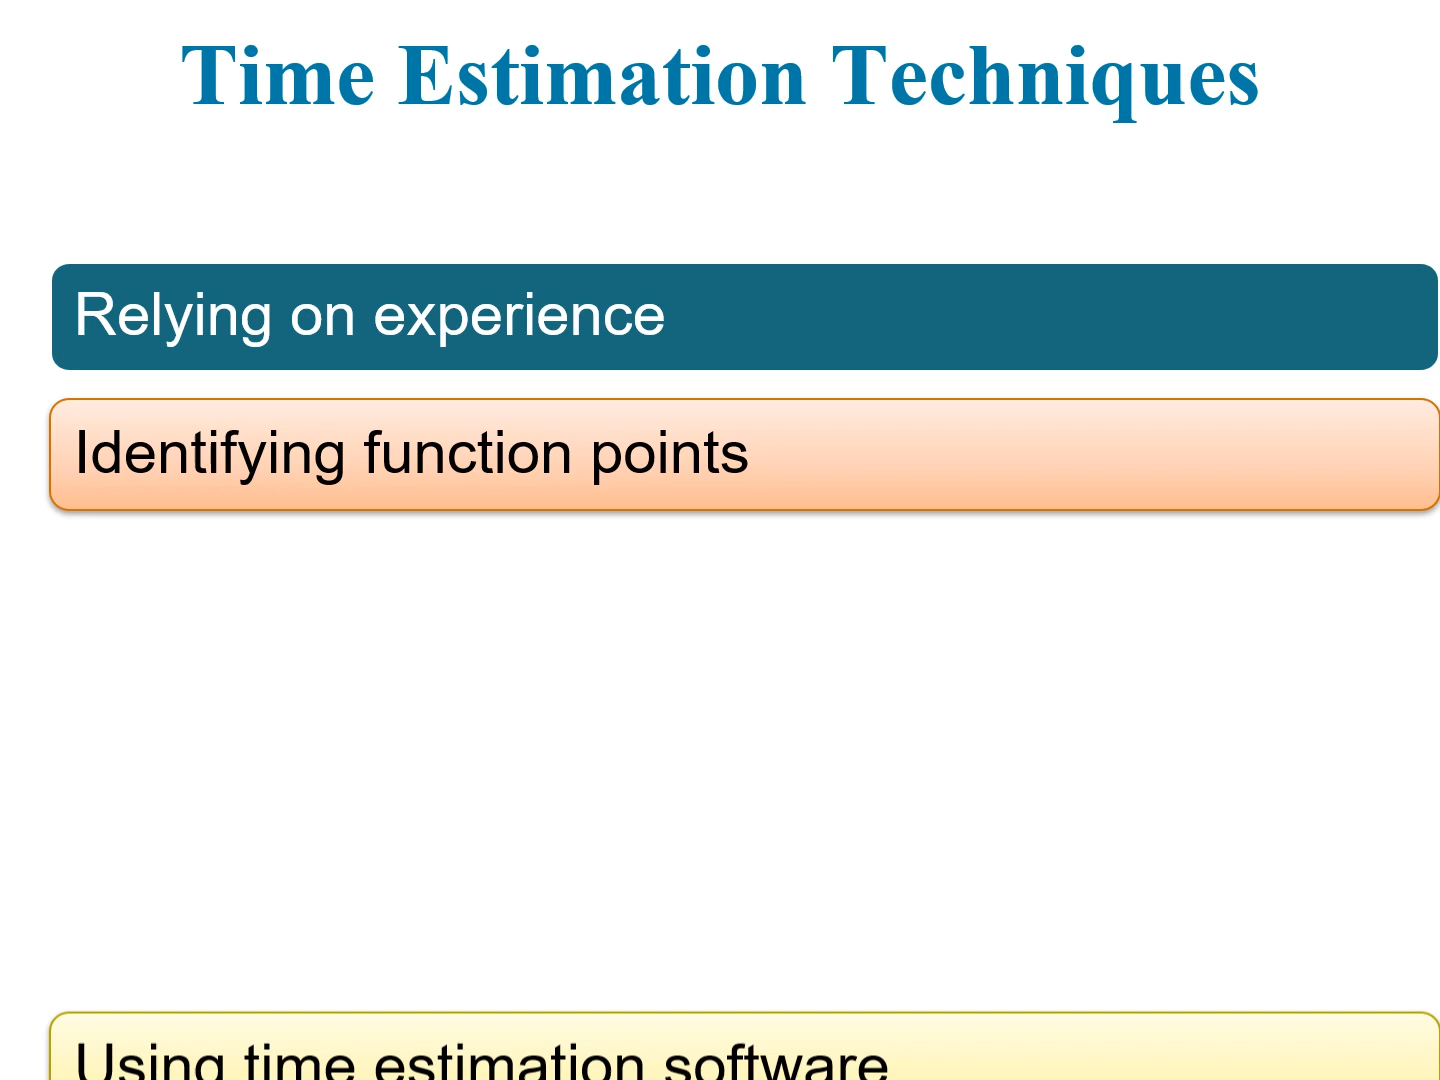 Time Estimation Techniques
Relying on experience
Identifying function points
Using time estimation software